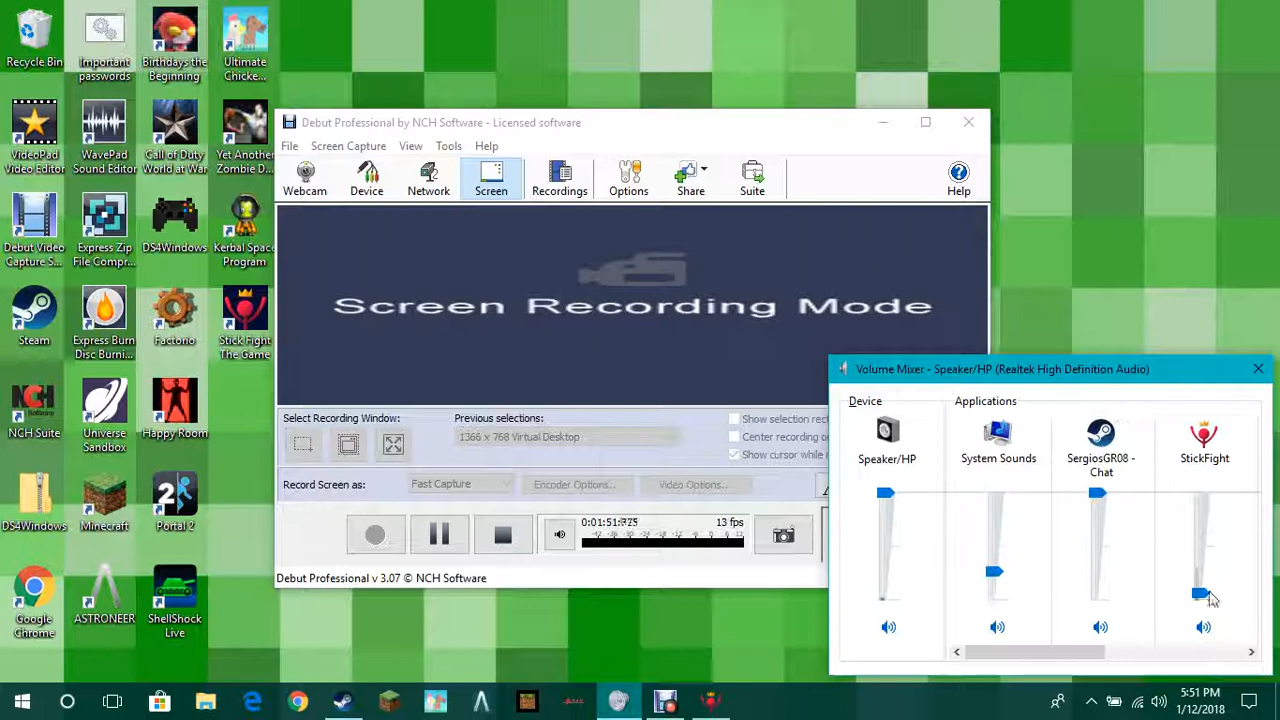 Recycle Bin
Important
passwords
Birthdays the
Beginning
Ultimate
Chicke...
VideoPad
Video Editor
WavePad
Sound Editor
Call of Duty
World at War
Yet Another
Zombie D...
Debut Video
Capture S...
Express Zip
File Compr...
DS4Windows
Kerbal Space
Program
Steam
Express Burn
Disc Burni...
Factorio
Stick Fight
The Game
NCH Suite
Universe
Sandbox
Happy Room
DS4Windows
Minecraft
Portal 2
Google
Chrome
ASTRONEER
ShellShock
Live
Debut Professional by NCH Software - Licensed software
File Screen Capture View Tools Help
Webcam Device Network Screen Recordings Options Share Suite Help
Screen Recording Mode
Select Recording Window: Previous selections:
1366 x 768 Virtual Desktop
Show selection rect
Center recording o
Show cursor while
Record Screen as: Fast Capture Encoder Options... Video Options...
13 fps
Debut Professional v 3.07 © NCH Software
Volume Mixer - Speaker/HP (Realtek High Definition Audio)
Device Applications
Speaker/HP
System Sounds
SergiosGR08 -
Chat
StickFight
5:51 PM
1/12/2018